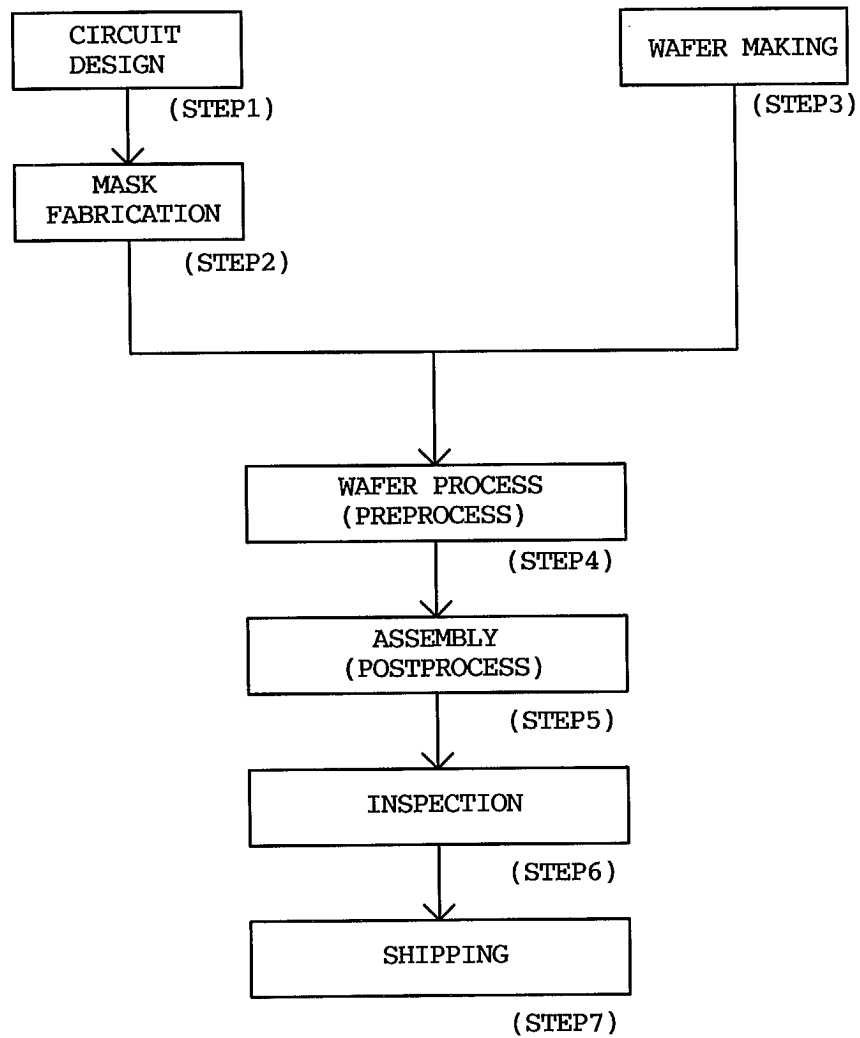 CIRCUIT
DESIGN
(STEP1)
WAFER MAKING
(STEP3)
MASK
FABRICATION
(STEP2)
WAFER PROCESS
(PREPROCESS)
(STEP4)
ASSEMBLY
(POSTPROCESS)
(STEP5)
INSPECTION
(STEP6)
SHIPPING
(STEP7)